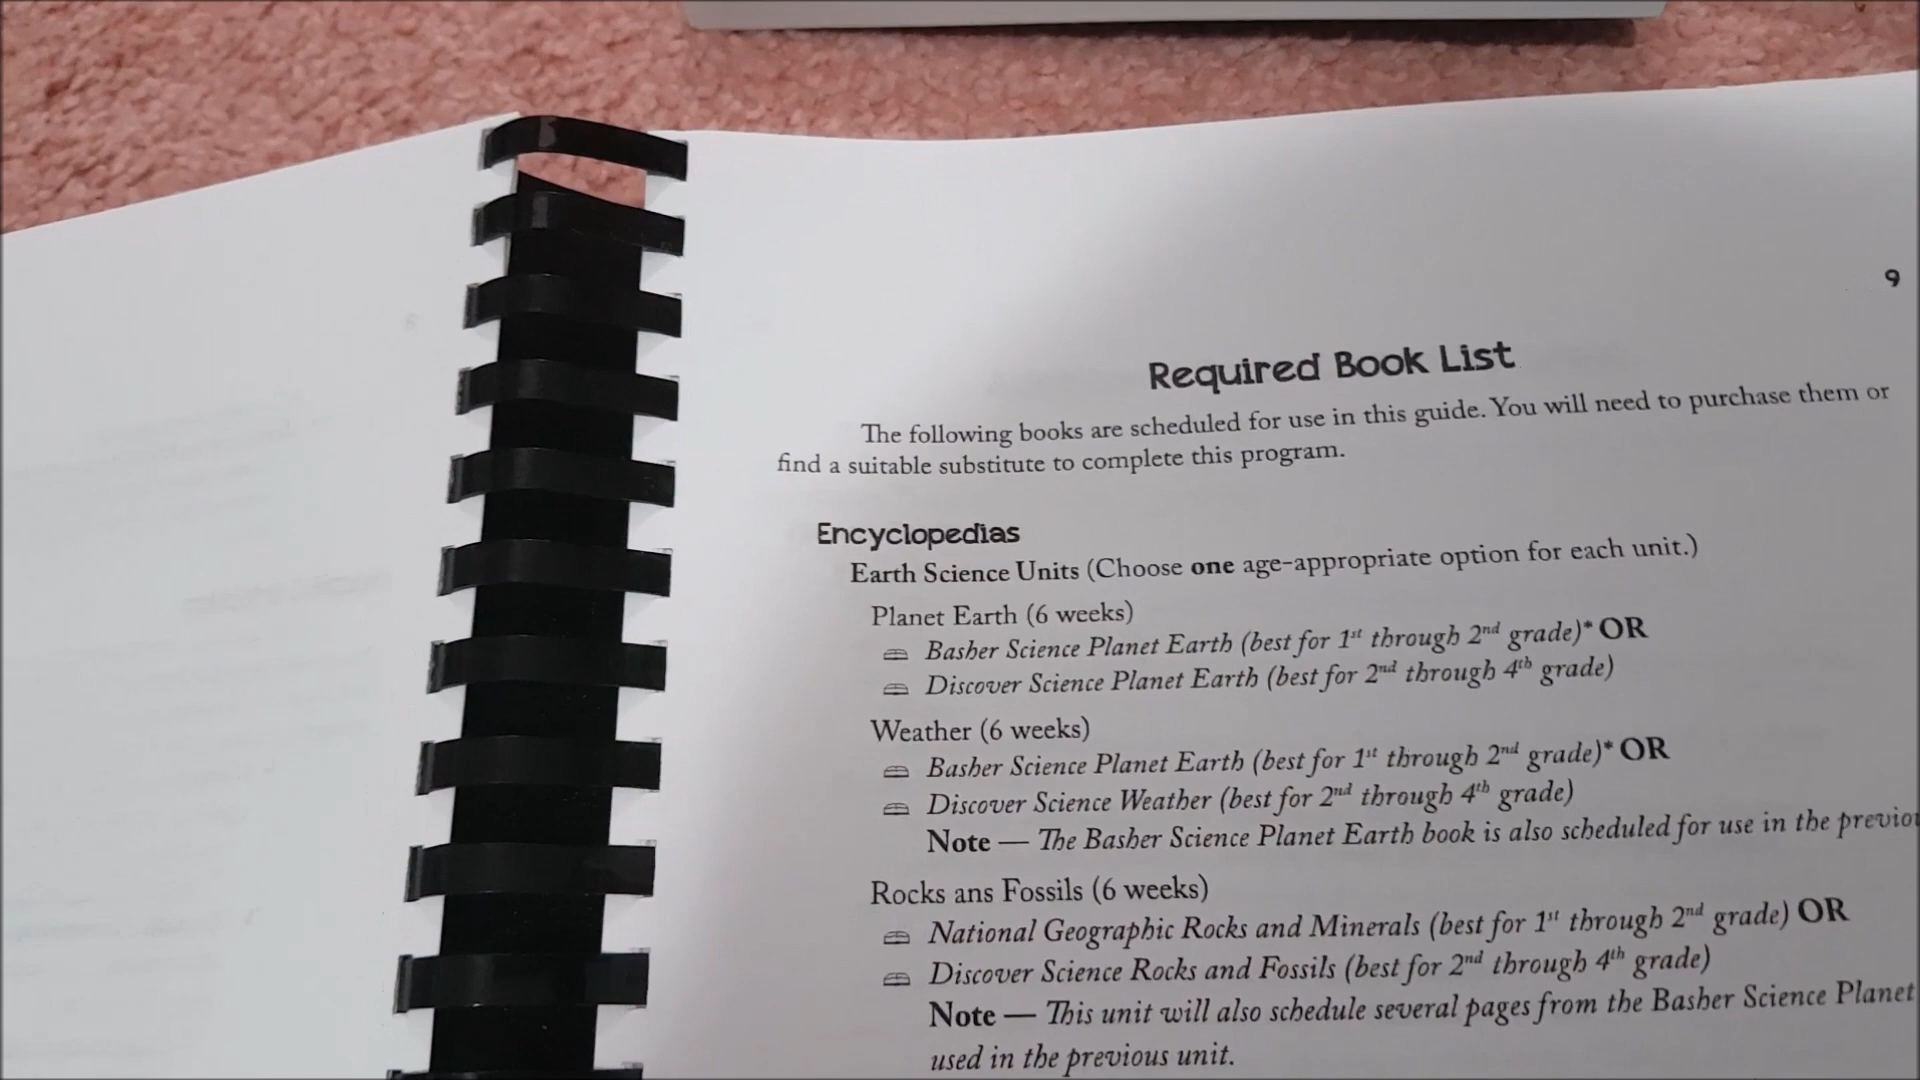 9
Required Book List
The following books are scheduled for use in this guide. You will need to purchase them or
find a suitable substitute to complete this program.
Encyclopedias
Earth Science Units (Choose one age-appropriate option for each unit.)
Planet Earth (6 weeks)
Basher Science Planet Earth (best for 1st through 2nd grade)* OR
Discover Science Planet Earth (best for 2nd through 4th grade)
Weather (6 weeks)
Basher Science Planet Earth (best for 1st through 2nd grade)* OR
Discover Science Weather (best for 2nd through 4th grade)
Note — The Basher Science Planet Earth book is also scheduled for use in the
Rocks ans Fossils (6 weeks)
National Geographic Rocks and Minerals (best for 1st through 2nd grade) OR
Discover Science Rocks and Fossils (best for 2nd through 4th grade)
Note — This unit will also schedule several pages from the Basher Science Planet
used in the previous unit.